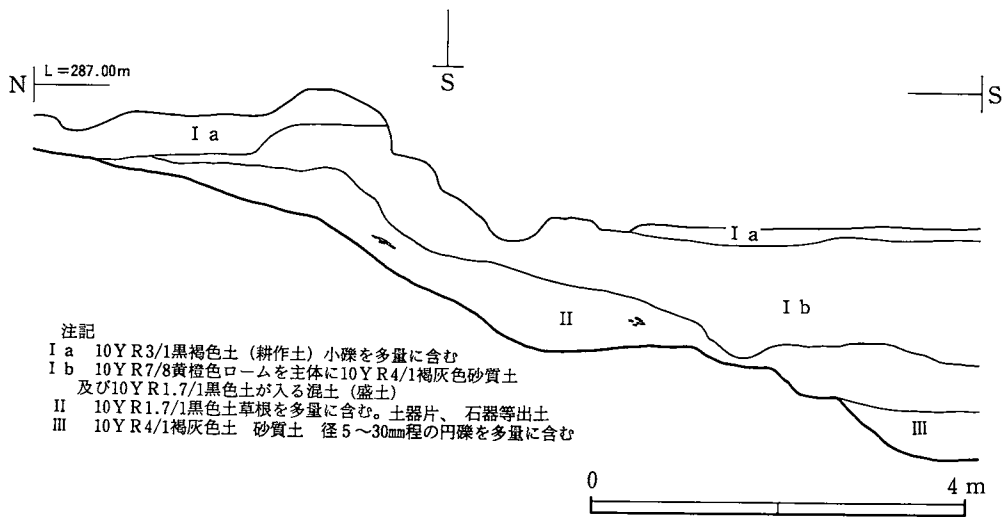 N
L=287.00m
S
S
Ⅰa
Ⅰa
Ⅰb
Ⅱ
Ⅲ
注記
Ⅰa 10YR3/1黒褐色土（耕作土）小礫を多量に含む
Ⅰb 10YR7/8黄橙色ロームを主体に10YR4/1褐灰色砂質土
及び10YR1.7/1黒色土が入る混土（盛土）
Ⅱ 10YR1.7/1黒色土草根を多量に含む。土器片、石器等出土
Ⅲ 10YR4/1褐灰色土 砂質土 径5～30㎜程の円礫を多量に含む
0 4m